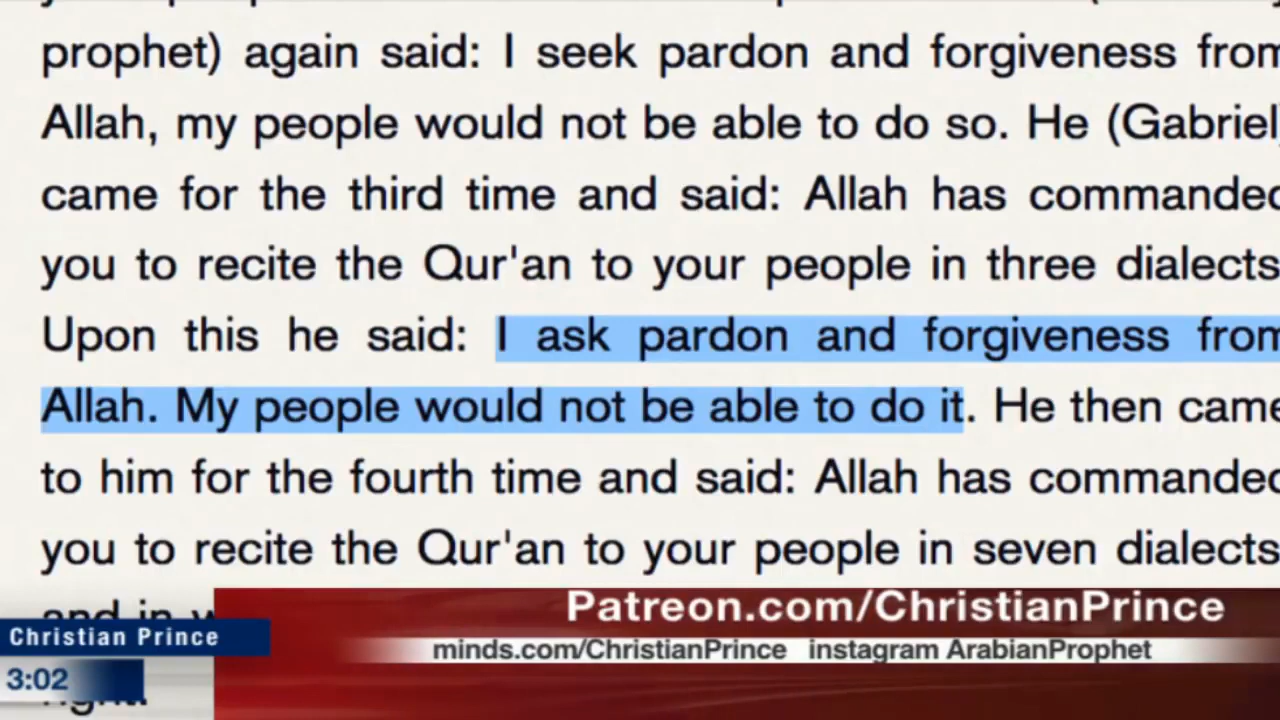 prophet) again said: I seek pardon and forgiveness from
Allah, my people would not be able to do so. He (Gabriel)
came for the third time and said: Allah has commanded
you to recite the Qur'an to your people in three dialects
Upon this he said: I ask pardon and forgiveness from
Allah. My people would not be able to do it. He then came
to him for the fourth time and said: Allah has commanded
you to recite the Qur'an to your people in seven dialects
and in
Patreon.com/ChristianPrince
Christian Prince
minds.com/ChristianPrince instagram ArabianProphet
3:02
right.